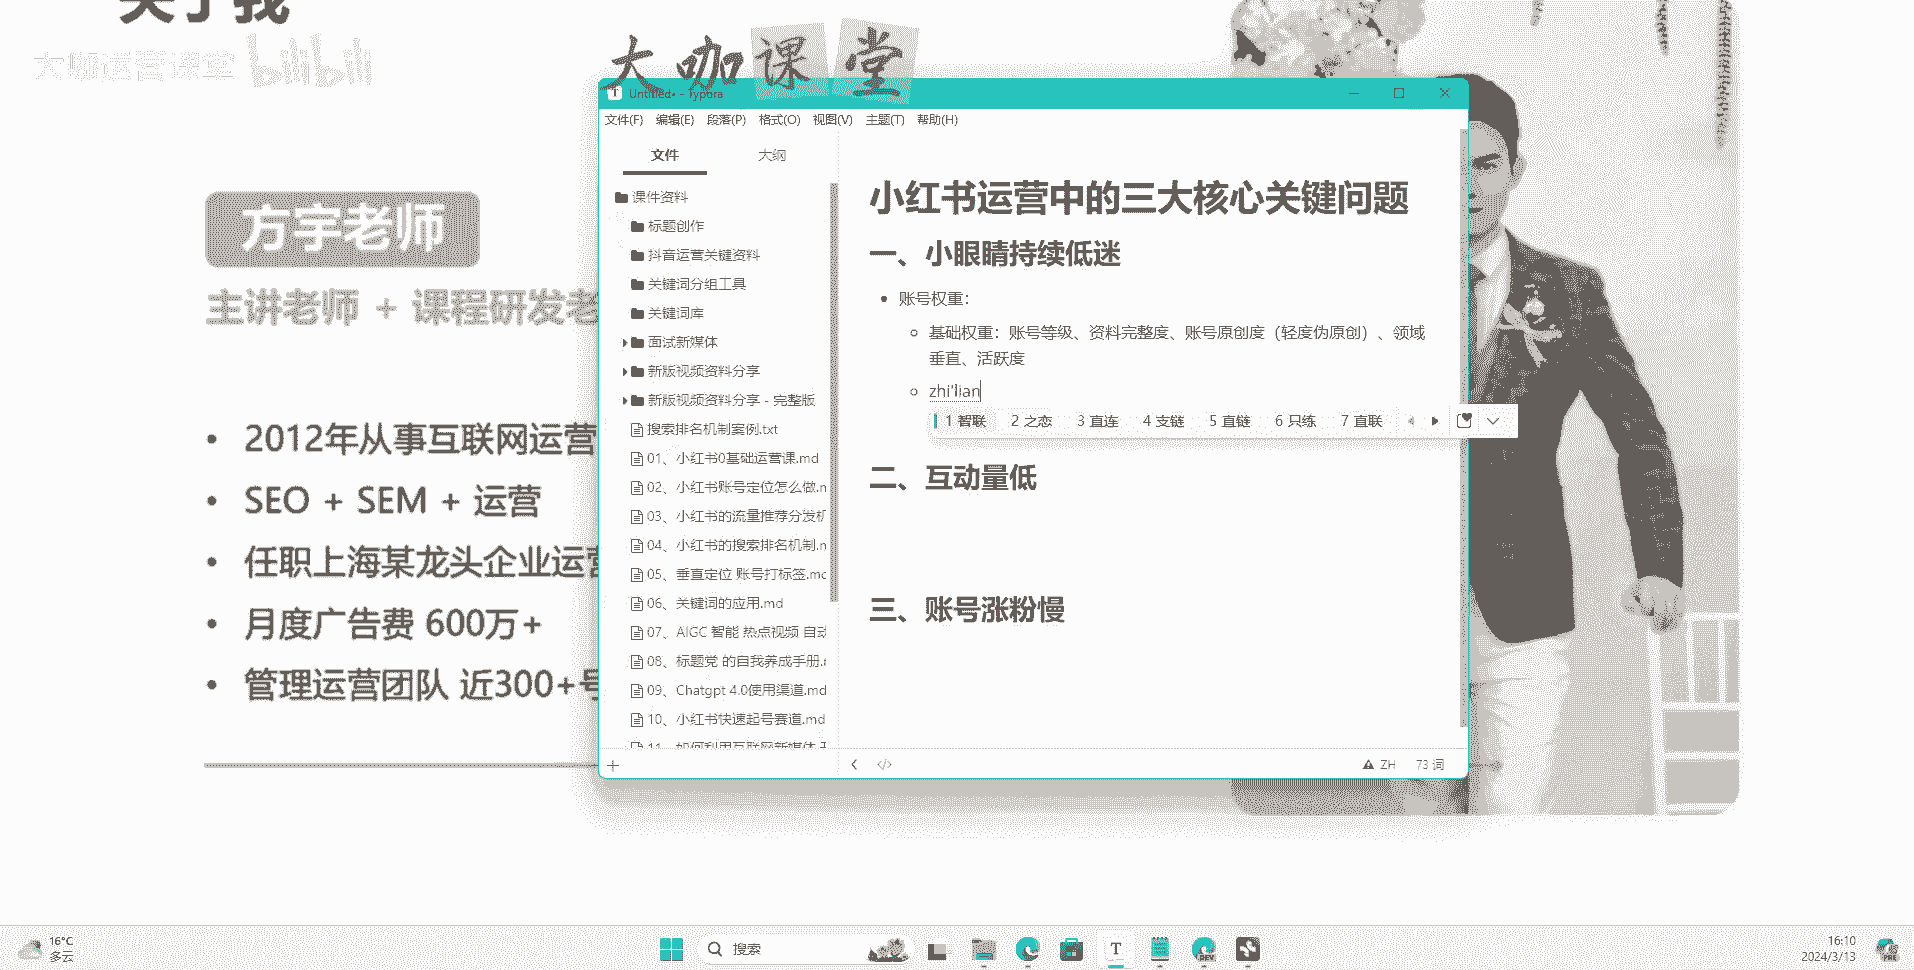 关于我
大咖运营课堂 bilibili
大咖课堂
方宇老师
主讲老师 + 课程研发老
• 2012年从事互联网运营
• SEO + SEM + 运营
• 任职上海某龙头企业运营
• 月度广告费 600万+
• 管理运营团队 近300+号
Untitled• - Typora
文件(F) 编辑(E) 段落(P) 格式(O) 视图(V) 主题(T) 帮助(H)
文件 大纲
课件资料
标题创作
抖音运营关键资料
关键词分组工具
关键词库
面试新媒体
新版视频资料分享
新版视频资料分享 - 完整版
搜索排名机制案例.txt
01、小红书0基础运营课.md
02、小红书账号定位怎么做.n
03、小红书的流量推荐分发机
04、小红书的搜索排名机制.n
05、垂直定位 账号打标签.mc
06、关键词的应用.md
07、AIGC 智能 热点视频 自动
08、标题党 的自我养成手册.r
09、Chatgpt 4.0使用渠道.md
10、小红书快速起号赛道.md
11、如何利用互联网新媒体
小红书运营中的三大核心关键问题
一、小眼睛持续低迷
• 账号权重：
基础权重：账号等级、资料完整度、账号原创度（轻度伪原创）、领域
垂直、活跃度
zhi'lian
1 智联 2 之恋 3 直连 4 支链 5 直链 6 只练 7 直联
二、互动量低
三、账号涨粉慢
ZH 73 词
16°C
多云
搜索
T
DEV
16:10
2024/3/13
PRE